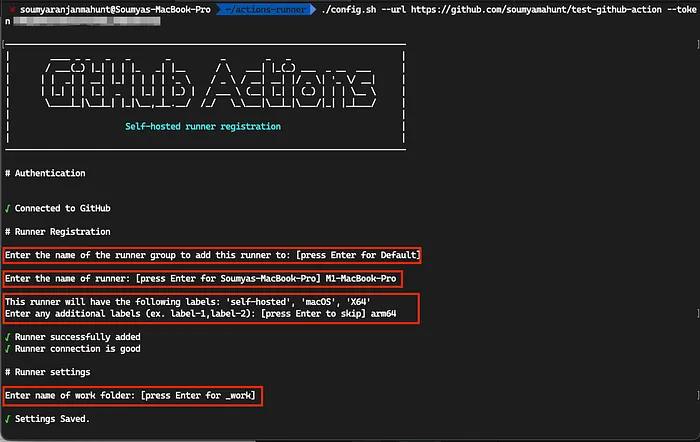 soumyaranjanmahunt@Soumyas-MacBook-Pro ~/actions-runner ./config.sh --url https://github.com/soumyamahunt/test-github-action --toke
n
GitHub Actions
Self-hosted runner registration
# Authentication
√ Connected to GitHub
# Runner Registration
Enter the name of the runner group to add this runner to: [press Enter for Default]
Enter the name of runner: [press Enter for Soumyas-MacBook-Pro] M1-MacBook-Pro
This runner will have the following labels: 'self-hosted', 'macOS', 'X64'
Enter any additional labels (ex. label-1,label-2): [press Enter to skip] arm64
√ Runner successfully added
√ Runner connection is good
# Runner settings
Enter name of work folder: [press Enter for _work]
√ Settings Saved.